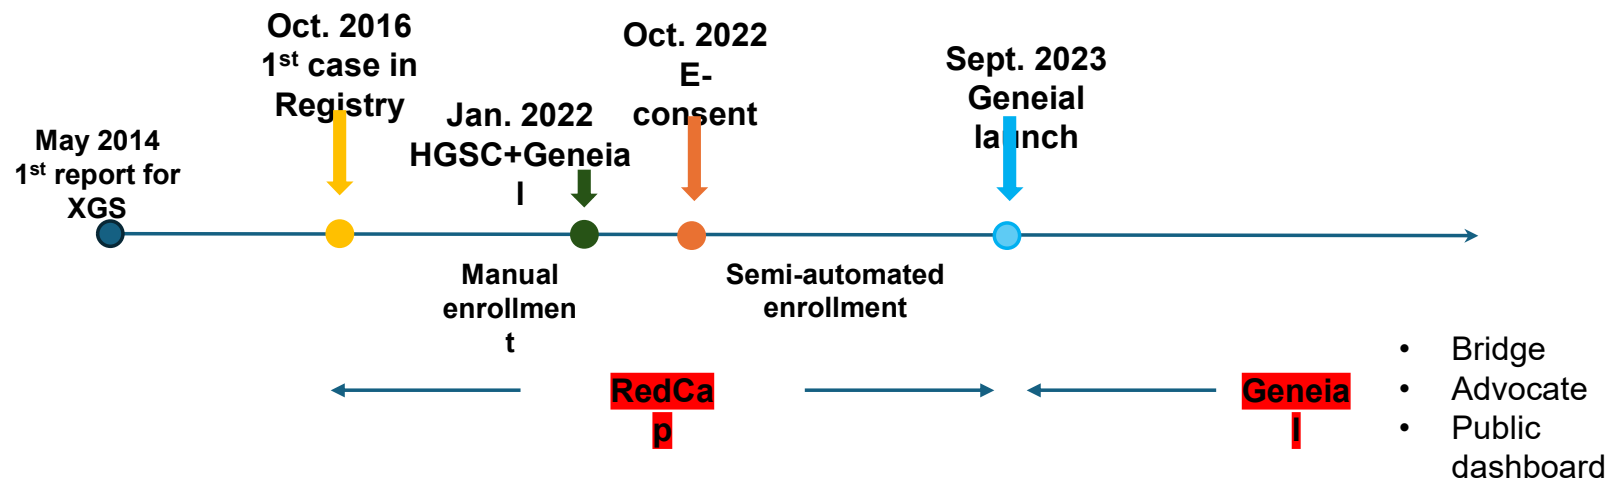 May 2014
1st report for
XGS
Oct. 2016
1st case in
Registry
Jan. 2022
HGSC+Geneia
l
Oct. 2022
E-
consent
Sept. 2023
Geneial
launch
Manual
enrollmen
t
Semi-automated
enrollment
RedCa
p
Geneia
l
• Bridge
• Advocate
• Public
dashboard